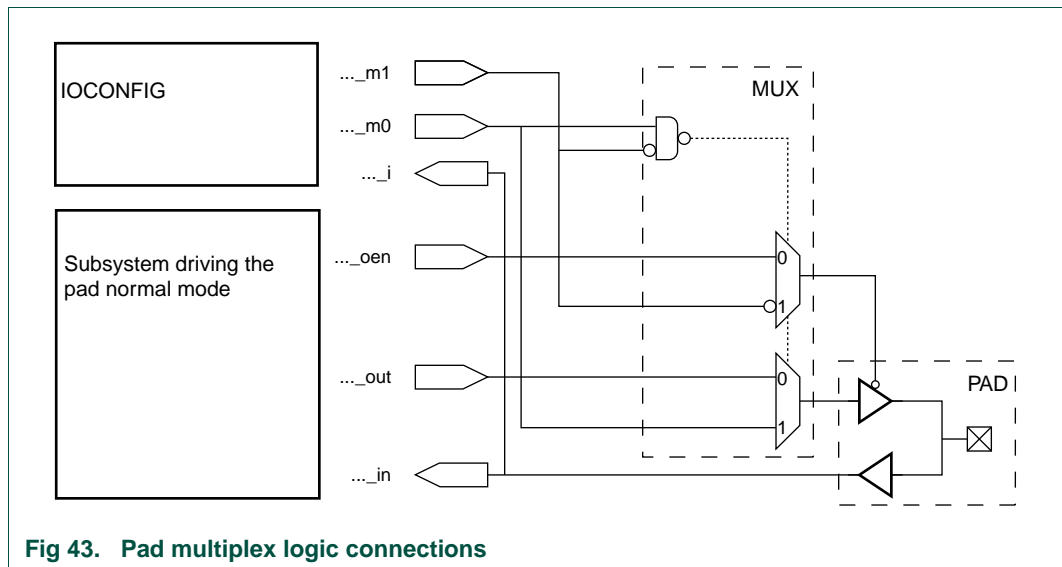 IOCONFIG
..._m1
..._m0
..._i
MUX
Subsystem driving the
pad normal mode
..._oen
0
1
..._out
0
1
..._in
PAD
Fig 43. Pad multiplex logic connections